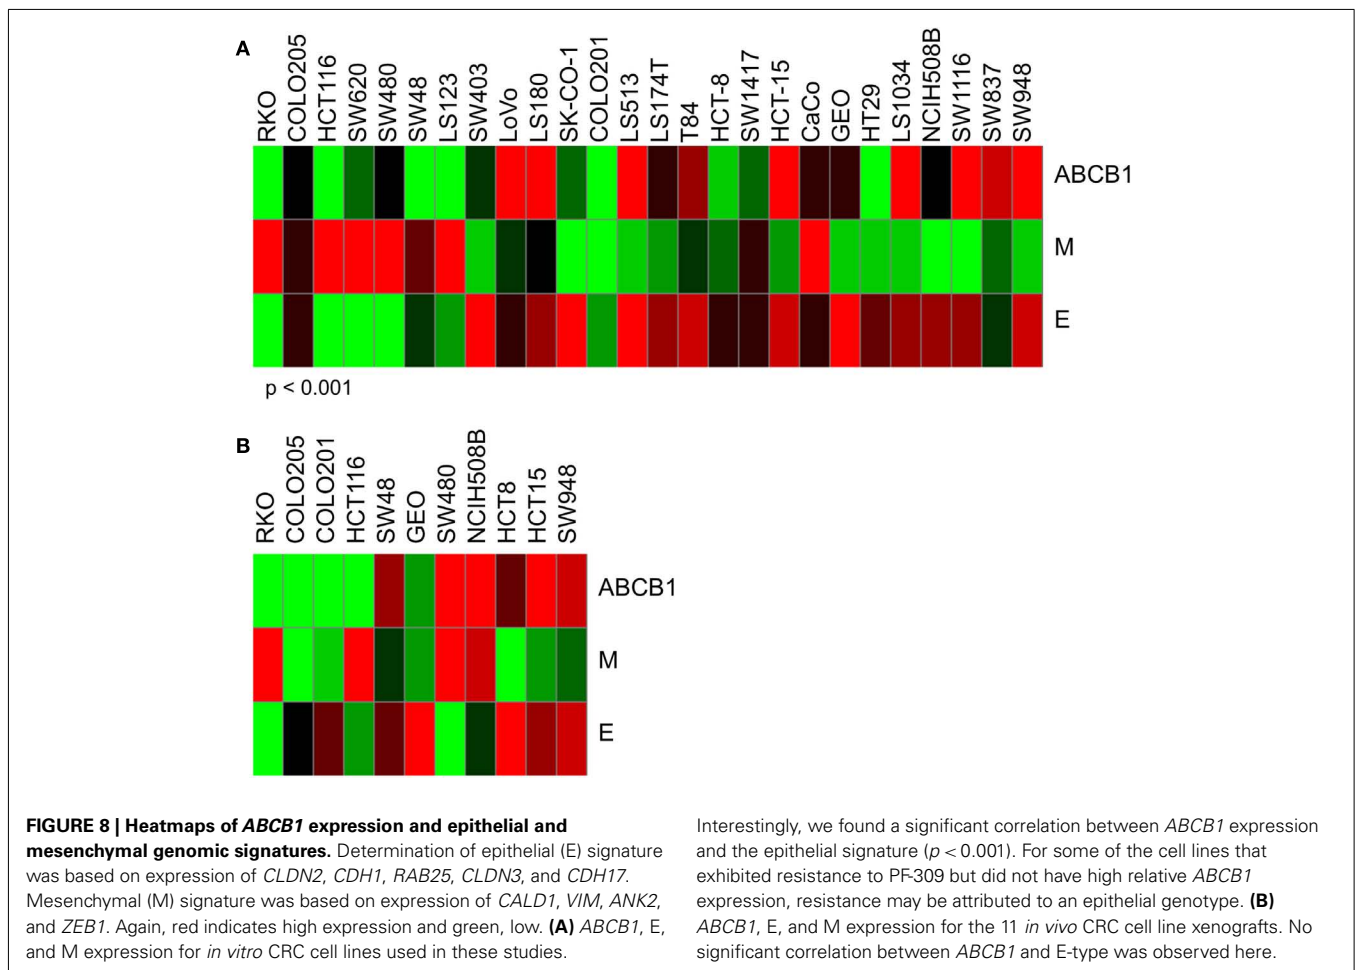 A
RKO
COLO205
HCT116
SW620
SW480
SW48
LS123
SW403
LoVo
LS180
SK-CO-1
COLO201
LS513
LS174T
T84
HCT-8
SW1417
HCT-15
CaCo
GEO
HT29
LS1034
NCIH508B
SW1116
SW837
SW948
ABCB1
M
E
p < 0.001
B
RKO
COLO205
COLO201
HCT116
SW48
GEO
SW480
NCIH508B
HCT8
HCT15
SW948
ABCB1
M
E
FIGURE 8 | Heatmaps of ABCB1 expression and epithelial and
mesenchymal genomic signatures. Determination of epithelial (E) signature
was based on expression of CLDN2, CDH1, RAB25, CLDN3, and CDH17.
Mesenchymal (M) signature was based on expression of CALD1, VIM, ANK2,
and ZEB1. Again, red indicates high expression and green, low. (A) ABCB1, E,
and M expression for in vitro CRC cell lines used in these studies.
Interestingly, we found a significant correlation between ABCB1 expression
and the epithelial signature (p < 0.001). For some of the cell lines that
exhibited resistance to PF-309 but did not have high relative ABCB1
expression, resistance may be attributed to an epithelial genotype. (B)
ABCB1, E, and M expression for the 11 in vivo CRC cell line xenografts. No
significant correlation between ABCB1 and E-type was observed here.